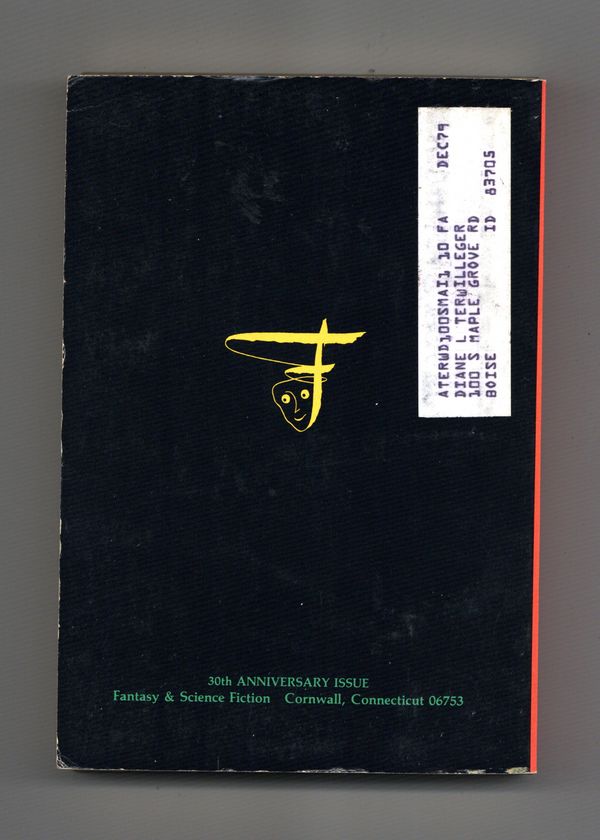 ATERWD100SMAI1 10 FA DEC79
DIANE L TERWILLEGER
100 S MAPLE GROVE RD
BOISE ID 83705
30th ANNIVERSARY ISSUE
Fantasy & Science Fiction Cornwall, Connecticut 06753